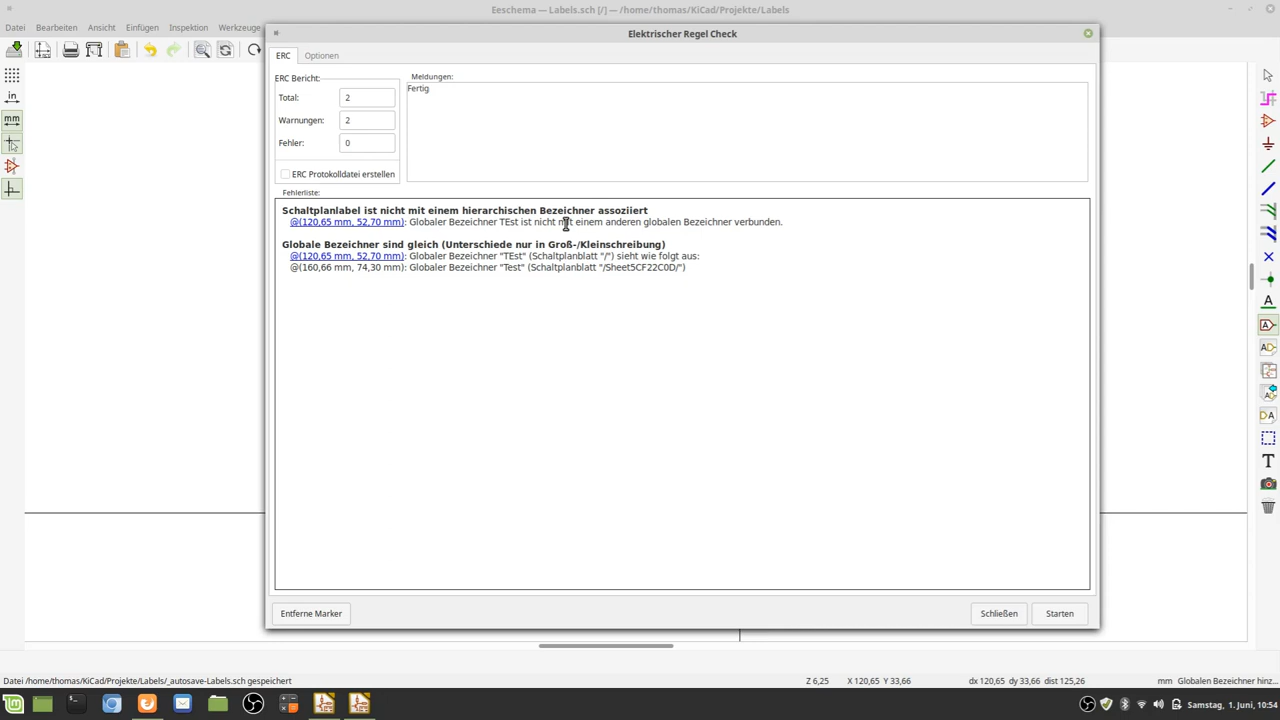 Eeschema — Labels.sch [/] — /home/thomas/KiCad/Projekte/Labels
Datei Bearbeiten Ansicht Einfügen Inspektion Werkzeuge
Elektrischer Regel Check
ERC Optionen
ERC Bericht:
Total: 2
Warnungen: 2
Fehler: 0
ERC Protokolldatei erstellen
Meldungen:
Fertig
Fehlerliste:
Schaltplanlabel ist nicht mit einem hierarchischen Bezeichner assoziiert
@(120,65 mm, 52,70 mm): Globaler Bezeichner TEst ist nicht mit einem anderen globalen Bezeichner verbunden.
Globale Bezeichner sind gleich (Unterschiede nur in Groß-/Kleinschreibung)
@(120,65 mm, 52,70 mm): Globaler Bezeichner "TEst" (Schaltplanblatt "/") sieht wie folgt aus:
@(160,66 mm, 74,30 mm): Globaler Bezeichner "Test" (Schaltplanblatt "/Sheet5CF22C0D/")
Entferne Marker
Schließen
Starten
in
mm
Datei /home/thomas/KiCad/Projekte/Labels/_autosave-Labels.sch gespeichert
Z 6,25
X 120,65 Y 33,66
dx 120,65 dy 33,66 dist 125,26
mm
Globalen Bezeichner hinz...
Samstag, 1. Juni, 10:54